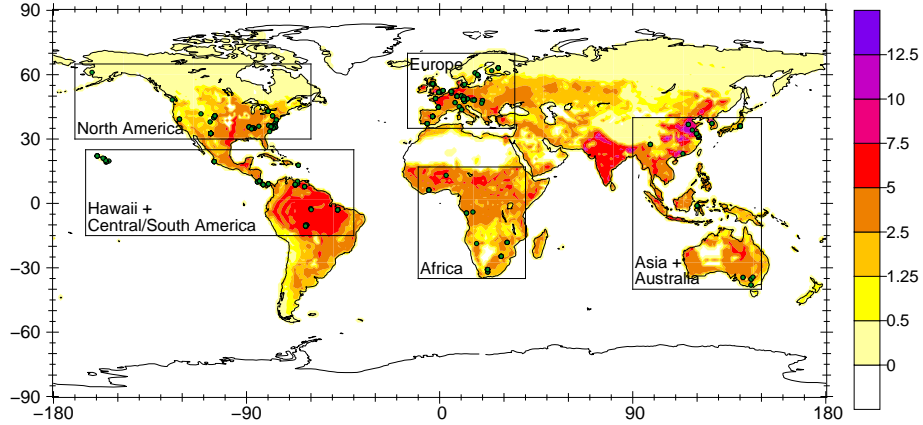 90
60
30
0
−30
−60
−90
−180
−90
0
90
180
North America
Europe
Hawaii +
Central/South America
Africa
Asia +
Australia
12.5
10
7.5
5
2.5
1.25
0.5
0